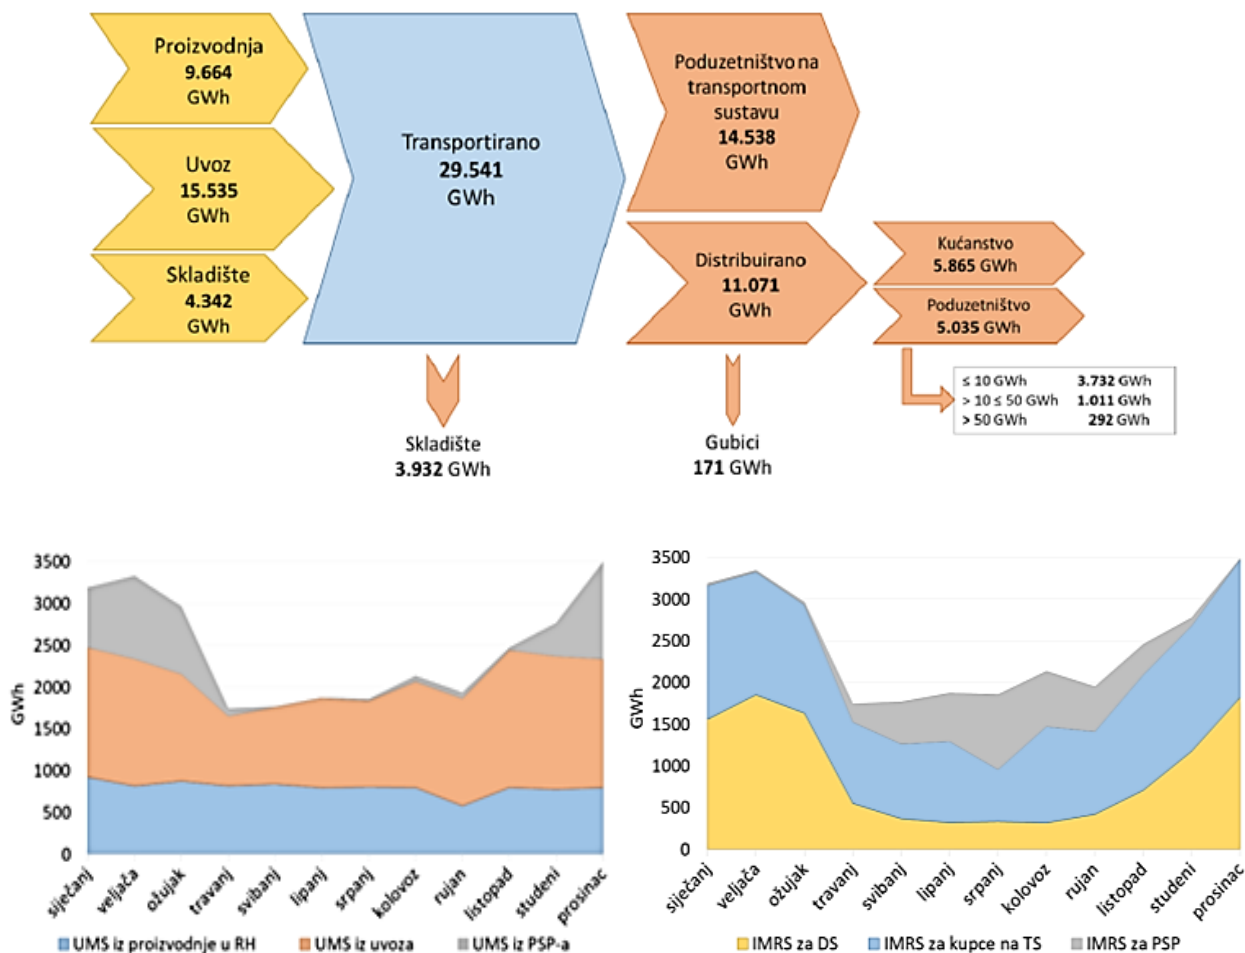 Proizvodnja
9.664
GWh
Uvoz
15.535
GWh
Skladište
4.342
GWh
Transportirano
29.541
GWh
Poduzetništvo na
transportnom
sustavu
14.538
GWh
Distribuirano
11.071
GWh
Kućanstvo
5.865 GWh
Poduzetništvo
5.035 GWh
≤ 10 GWh 3.732 GWh
> 10 ≤ 50 GWh 1.011 GWh
> 50 GWh 292 GWh
Skladište
3.932 GWh
Gubici
171 GWh
3500
3000
2500
2000
1500
1000
500
0
GWh
siječanj
veljača
ožujak
travanj
svibanj
lipanj
srpanj
kolovoz
rujan
listopad
studeni
prosinac
UMS iz proizvodnje u RH
UMS iz uvoza
UMS iz PSP-a
3500
3000
2500
2000
1500
1000
500
0
GWh
siječanj
veljača
ožujak
travanj
svibanj
lipanj
srpanj
kolovoz
rujan
listopad
studeni
prosinac
IMRS za DS
IMRS za kupce na TS
IMRS za PSP